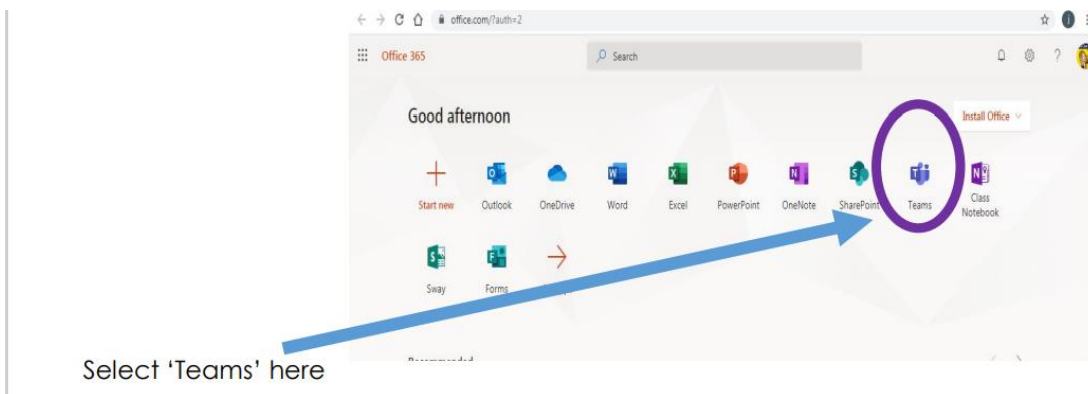 office.com/?auth=2
Office 365
Search
?
Good afternoon
Install Office
Start new Outlook OneDrive Word Excel PowerPoint OneNote SharePoint Teams Class
Notebook
Sway Forms
Select ‘Teams’ here